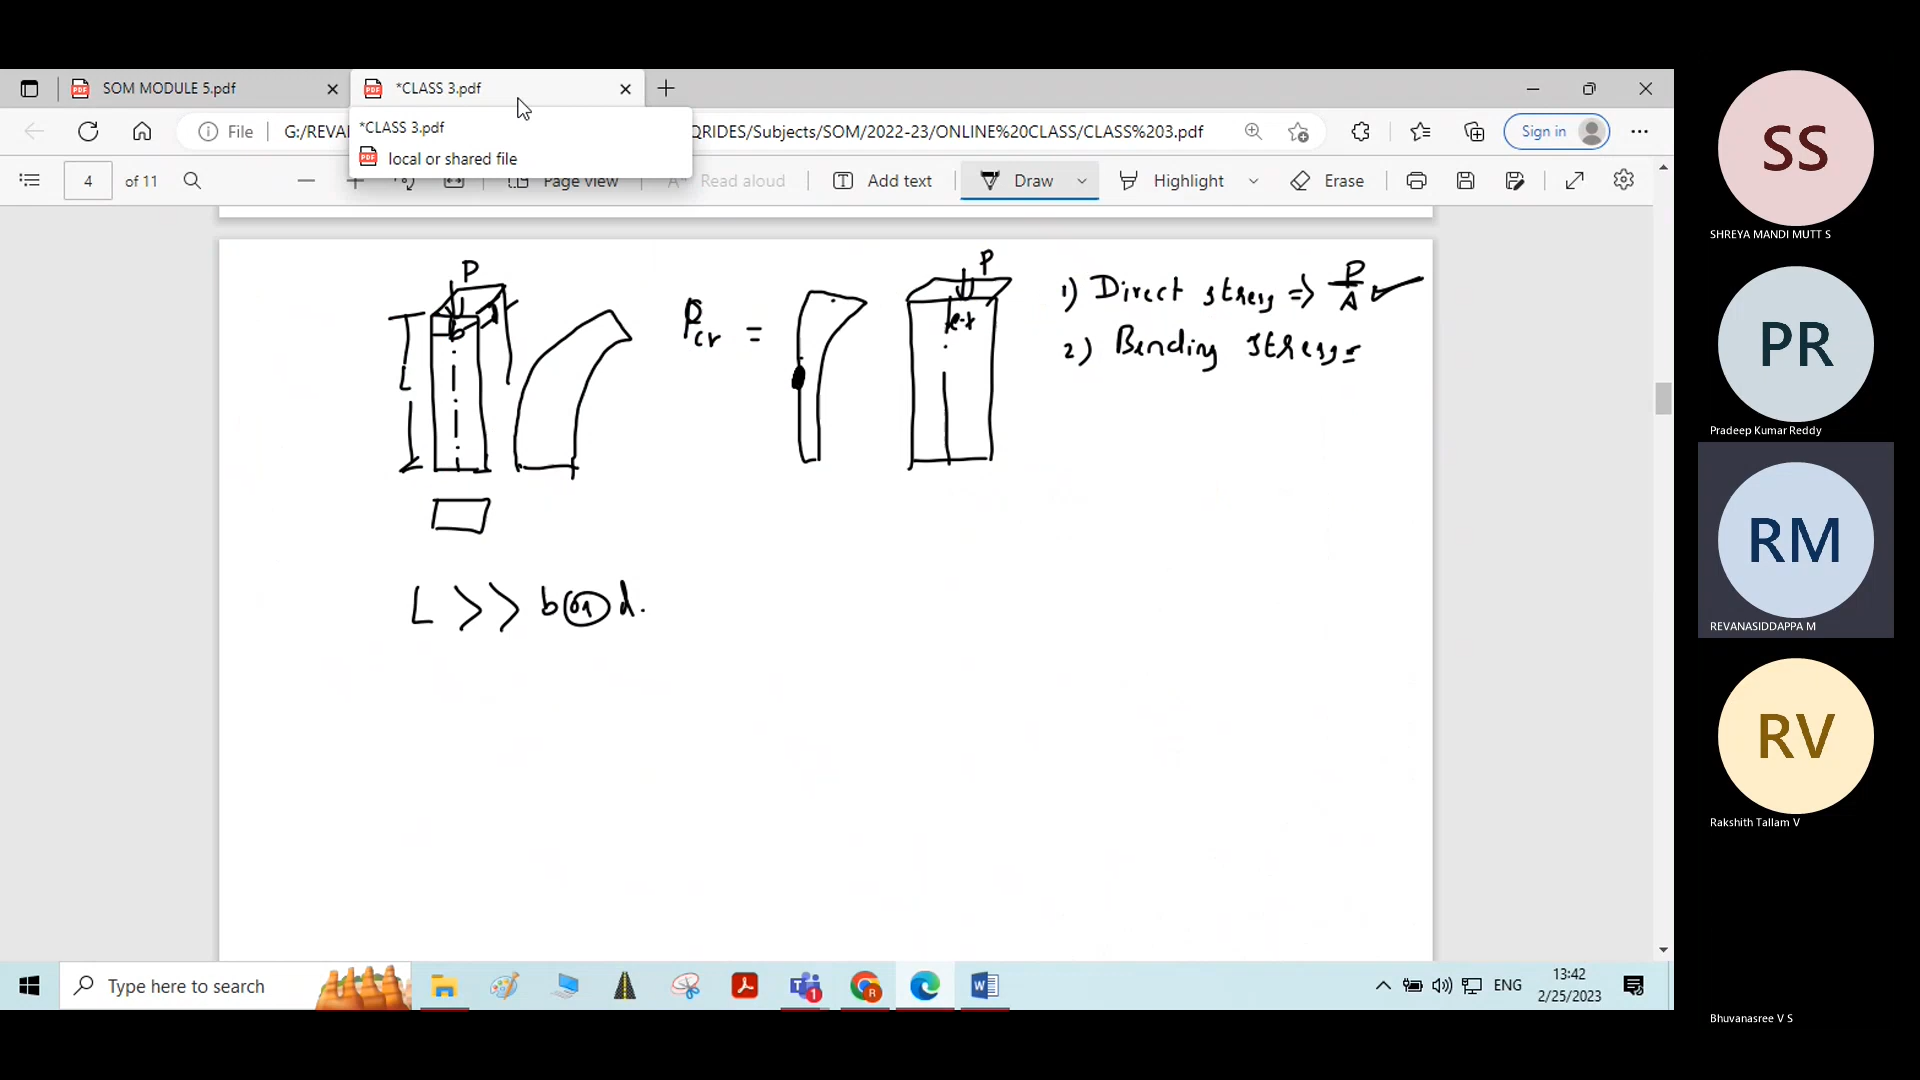 SOM MODULE 5.pdf
*CLASS 3.pdf
*CLASS 3.pdf
local or shared file
File
G:/REVAN
QRIDES/Subjects/SOM/2022-23/ONLINE%20CLASS/CLASS%203.pdf
Sign in
4 of 11
Page view
Read aloud
Add text
Draw
Highlight
Erase
P
b
L
Pcr =
P
1) Direct stress => P/A
2) Bending stress =
L >> b or d.
SS
SHREYA MANDI MUTT S
PR
Pradeep Kumar Reddy
RM
REVANASIDDAPPA M
RV
Rakshith Tallam V
Bhuvanasree V S
Type here to search
1
R
ENG
13:42
2/25/2023